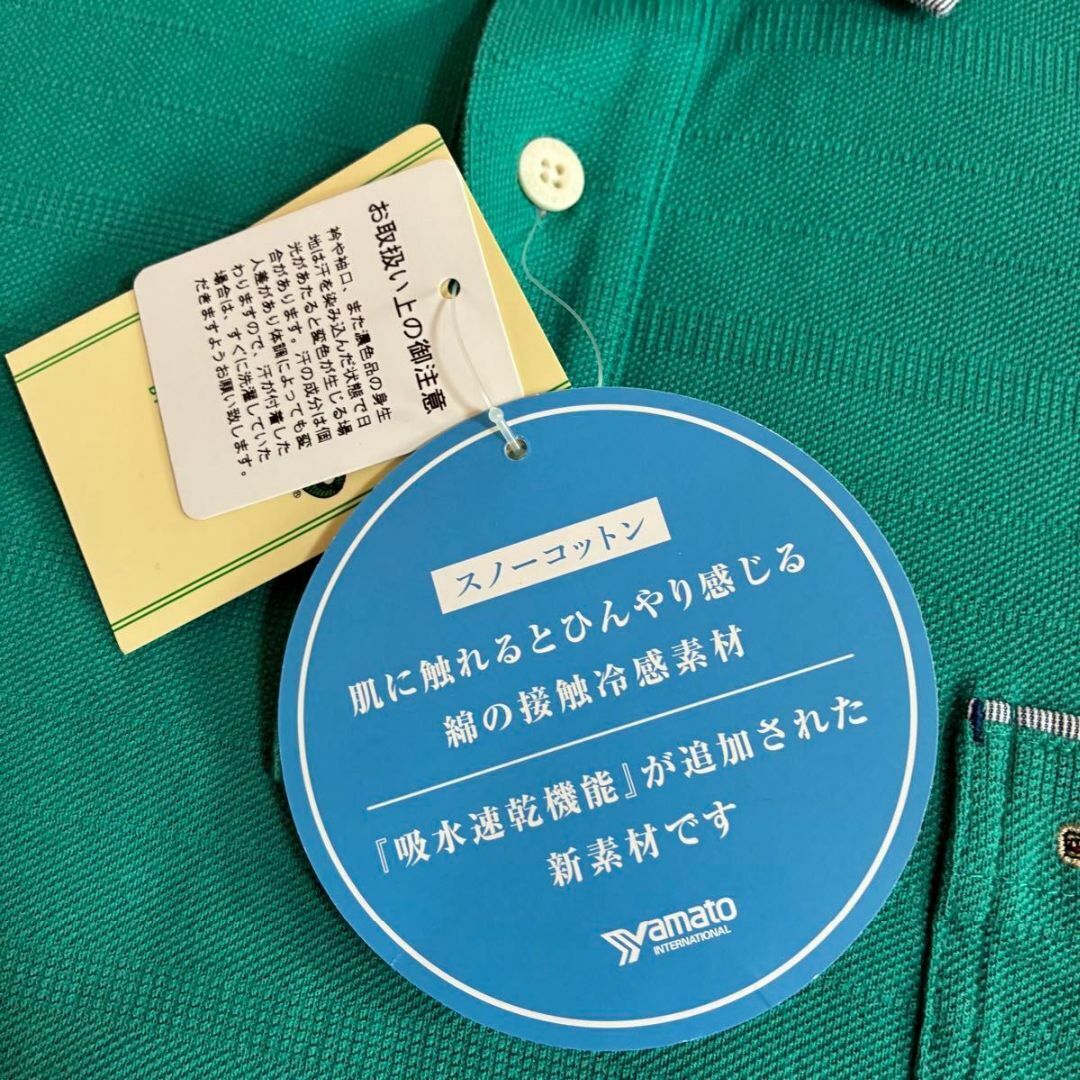 お取扱い上の御注意
衿や袖口、また濃色品の身生
地は汗を染み込んだ状態で日
光があたると変色が生じる場
合があります。汗の成分は個
人差があり体調によっても変
わりますので、汗が付着した
場合は、すぐに洗濯していた
だきますようお願い致します。
®
スノーコットン
肌に触れるとひんやり感じる
綿の接触冷感素材
『吸水速乾機能』が追加された
新素材です
Yamato
INTERNATIONAL